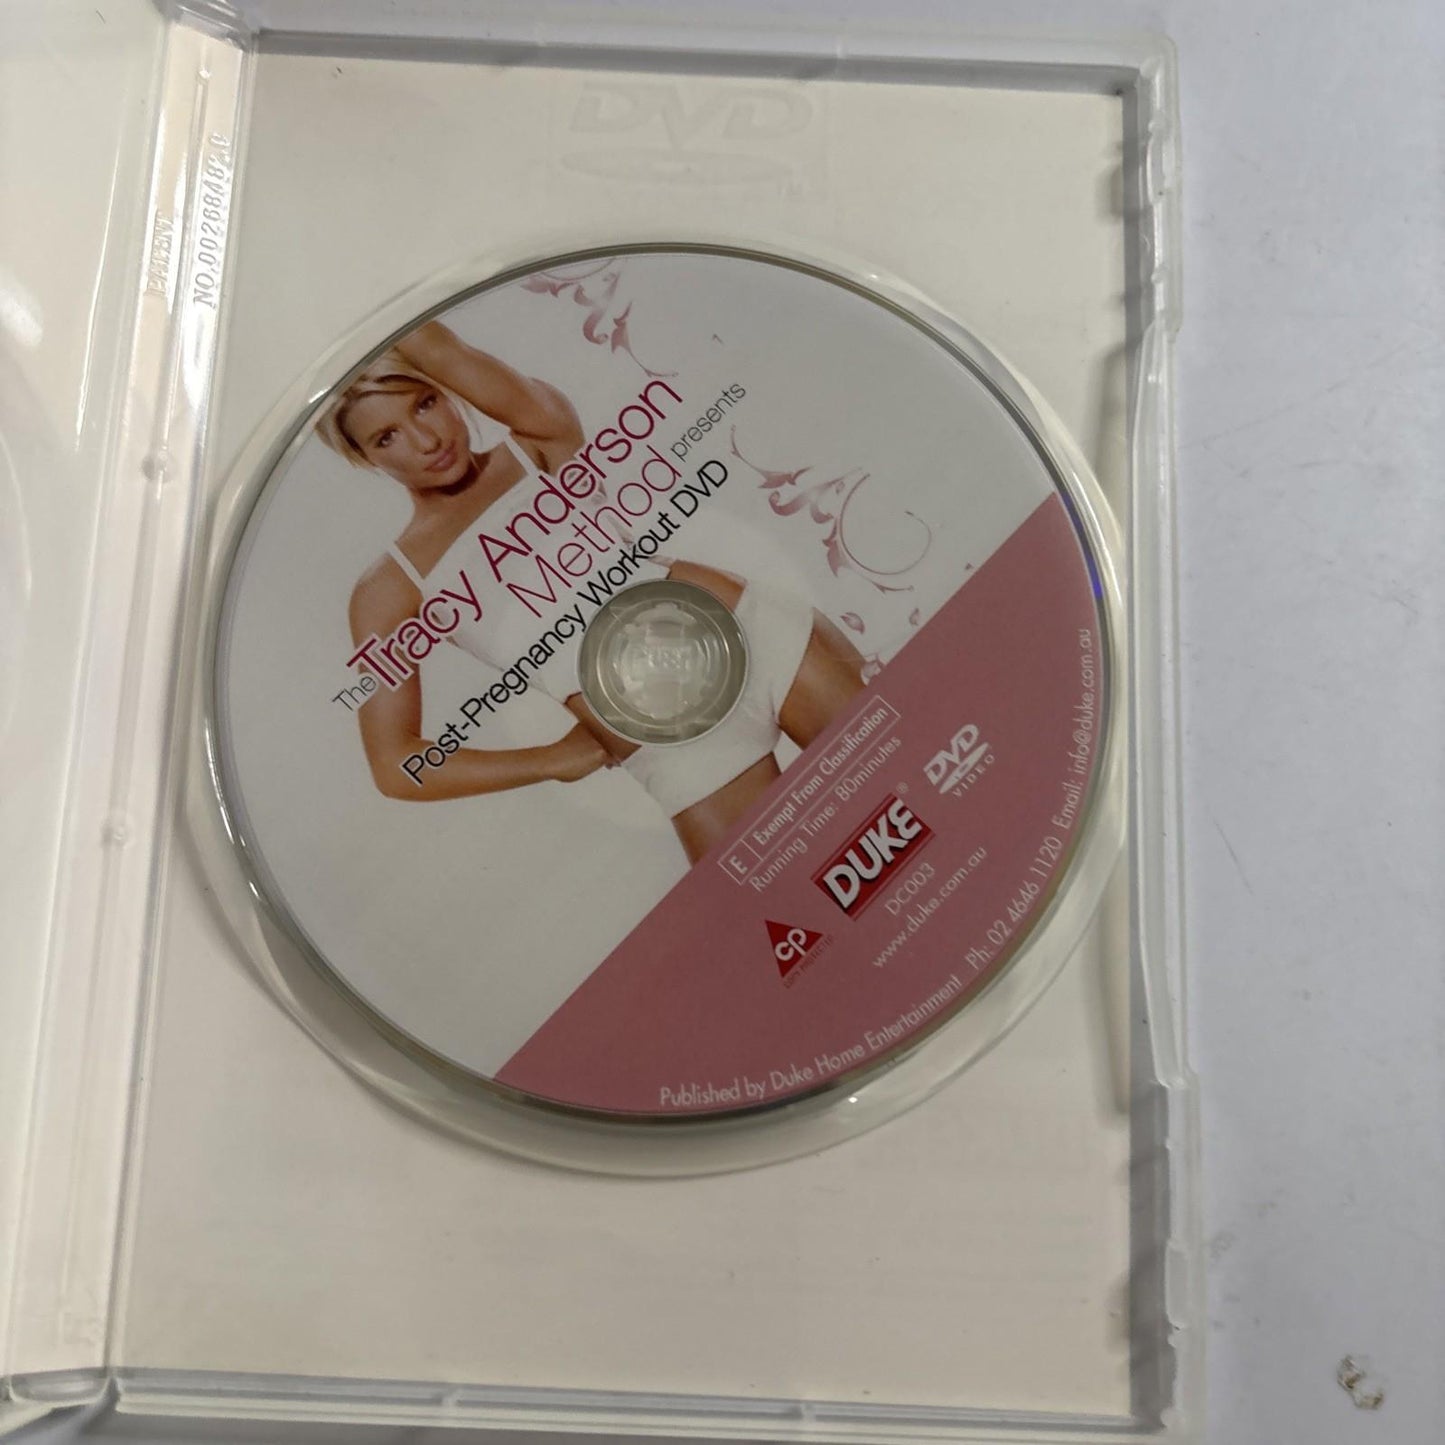 DVD
PATENT
NO.00268482.9
The Tracy Anderson
Method presents
Post-Pregnancy Workout DVD
E Exempt From Classification
Running Time: 80minutes
DVD
VIDEO
DUKE®
DC003
www.duke.com.au
cp
Published by Duke Home Entertainment Ph: 02 4646 1120 Email: info@duke.com.au